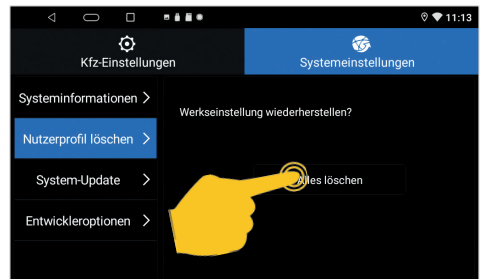 11:13
Kfz-Einstellungen
Systemeinstellungen
Systeminformationen
Nutzerprofil löschen
System-Update
Entwickleroptionen
Werkseinstellung wiederherstellen?
Alles löschen